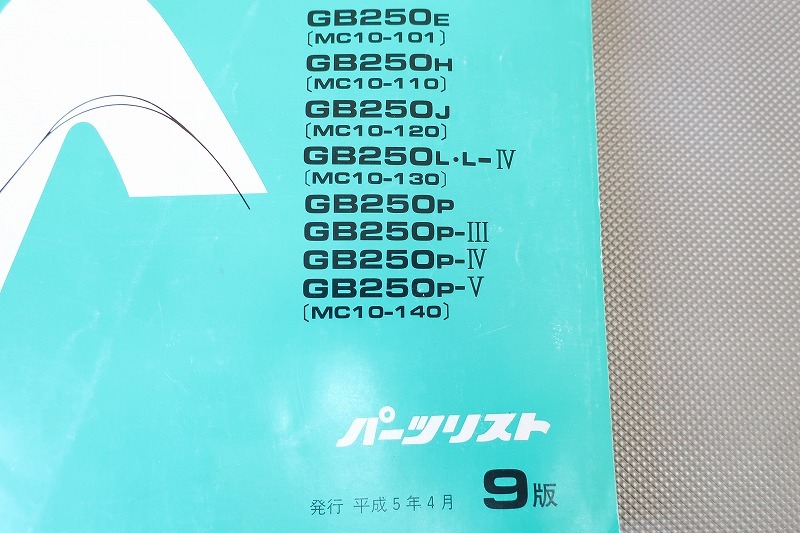 GB250E
〔MC10-101〕
GB250H
〔MC10-110〕
GB250J
〔MC10-120〕
GB250L・L-Ⅳ
〔MC10-130〕
GB250P
GB250P-Ⅲ
GB250P-Ⅳ
GB250P-Ⅴ
〔MC10-140〕
パーツリスト
発行 平成5年4月 9版